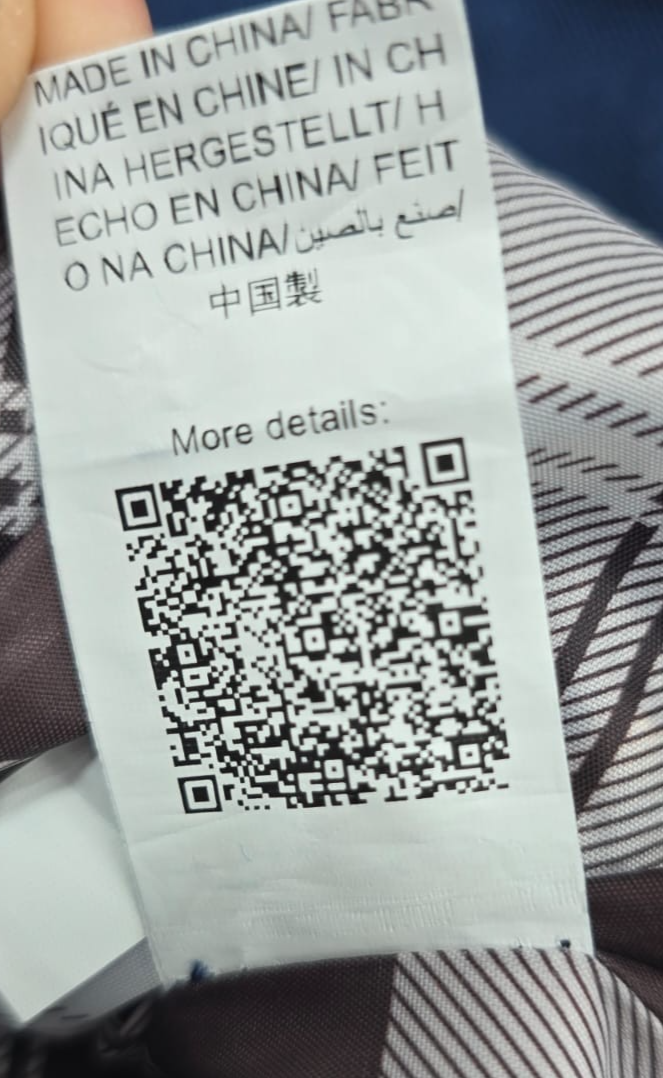 MADE IN CHINA/ FABR
IQUÉ EN CHINE/ IN CH
INA HERGESTELLT/ H
ECHO EN CHINA/ FEIT
O NA CHINA/صنع بالصين/
中国製
More details: